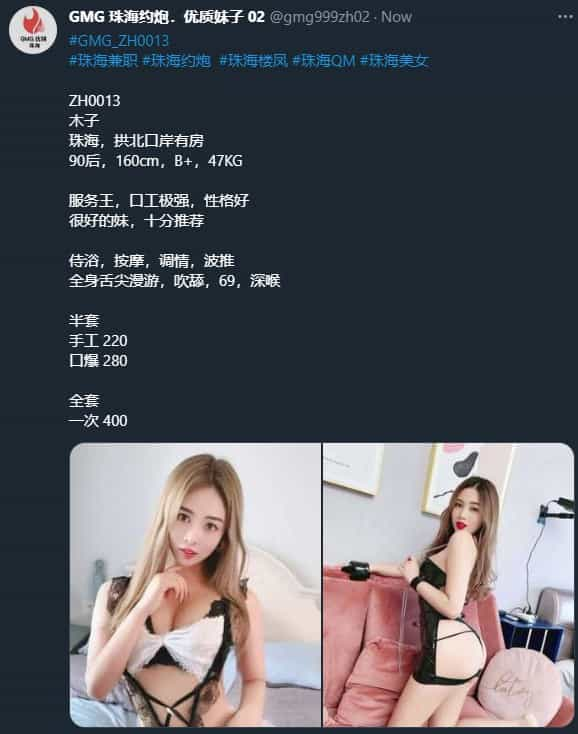 GMG 优质
珠海
GMG 珠海约炮．优质妹子 02 @gmg999zh02 · Now
#GMG_ZH0013
#珠海兼职 #珠海约炮 #珠海楼凤 #珠海QM #珠海美女
ZH0013
木子
珠海，拱北口岸有房
90后，160cm，B+，47KG
服务王，口工极强，性格好
很好的妹，十分推荐
侍浴，按摩，调情，波推
全身舌尖漫游，吹舔，69，深喉
半套
手工 220
口爆 280
全套
一次 400